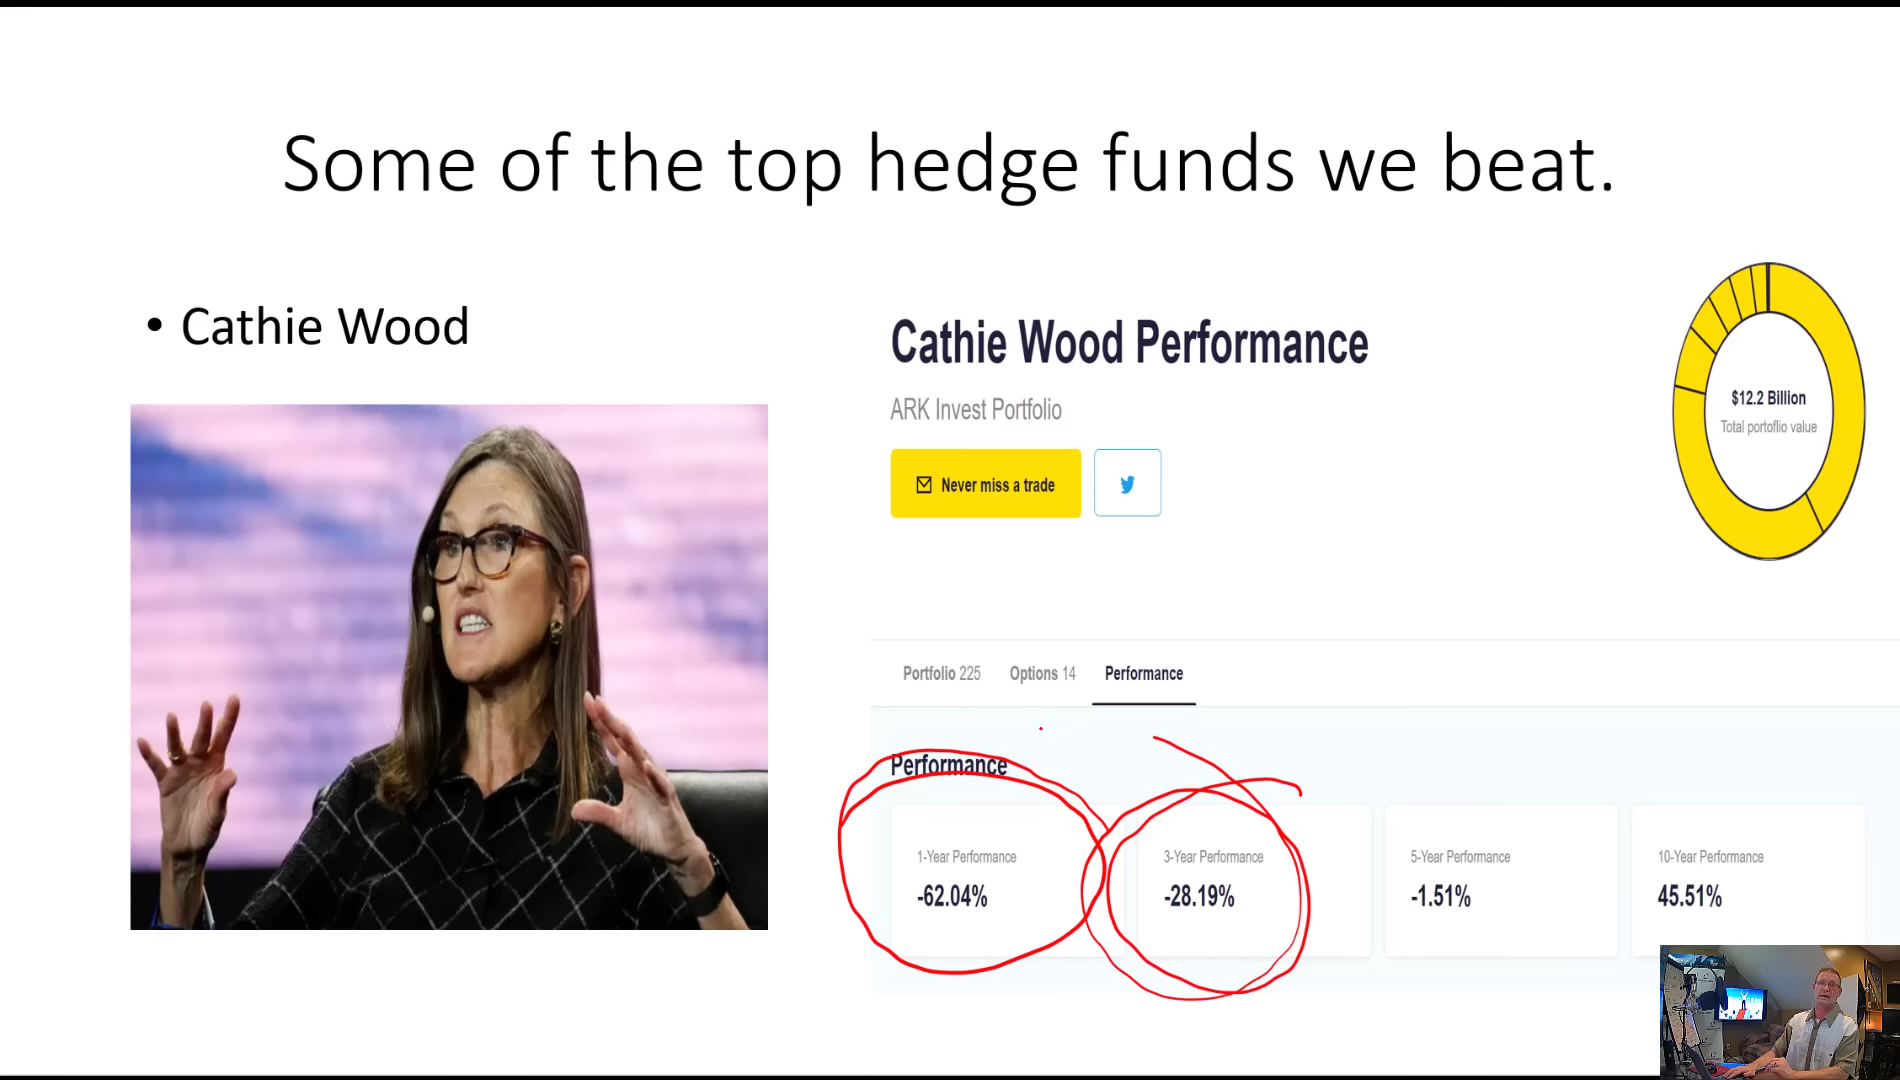 Some of the top hedge funds we beat.
• Cathie Wood
Cathie Wood Performance
ARK Invest Portfolio
Never miss a trade
$12.2 Billion
Total portoflio value
Portfolio 225 Options 14 Performance
Performance
1-Year Performance 3-Year Performance 5-Year Performance 10-Year Performance
-62.04% -28.19% -1.51% 45.51%